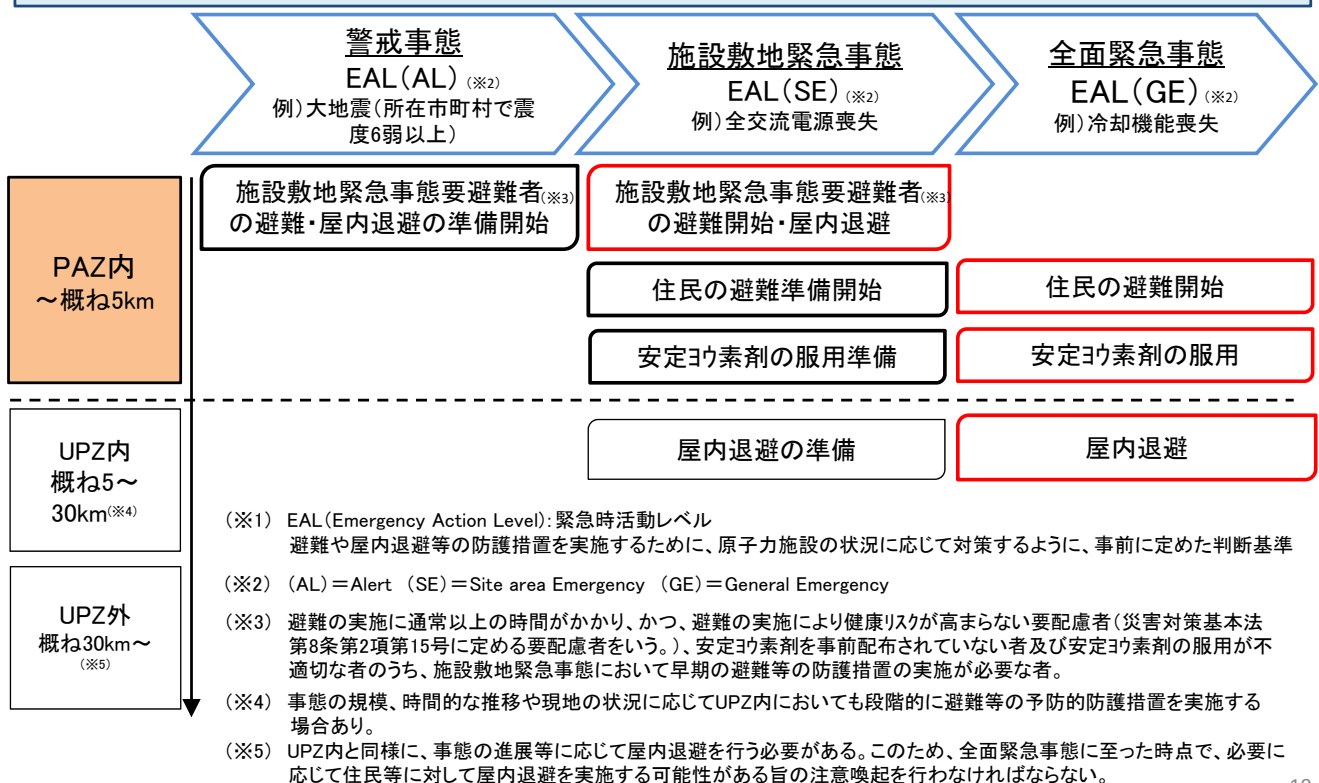 警戒事態
EAL(AL)(※2)
例)大地震(所在市町村で震
度6弱以上)
施設敷地緊急事態
EAL(SE)(※2)
例)全交流電源喪失
全面緊急事態
EAL(GE)(※2)
例)冷却機能喪失
PAZ内
～概ね5km
施設敷地緊急事態要避難者(※3)
の避難・屋内退避の準備開始
施設敷地緊急事態要避難者(※3)
の避難開始・屋内退避
住民の避難準備開始
住民の避難開始
安定ﾖｳ素剤の服用準備
安定ﾖｳ素剤の服用
UPZ内
概ね5～
30km(※4)
屋内退避の準備
屋内退避
UPZ外
概ね30km～
(※5)
(※1) EAL(Emergency Action Level):緊急時活動レベル
避難や屋内退避等の防護措置を実施するために、原子力施設の状況に応じて対策するように、事前に定めた判断基準
(※2) (AL)=Alert (SE)=Site area Emergency (GE)=General Emergency
(※3) 避難の実施に通常以上の時間がかかり、かつ、避難の実施により健康ﾘｽｸが高まらない要配慮者(災害対策基本法
第8条第2項第15号に定める要配慮者をいう。)、安定ﾖｳ素剤を事前配布されていない者及び安定ﾖｳ素剤の服用が不
適切な者のうち、施設敷地緊急事態において早期の避難等の防護措置の実施が必要な者。
(※4) 事態の規模、時間的な推移や現地の状況に応じてUPZ内においても段階的に避難等の予防的防護措置を実施する
場合あり。
(※5) UPZ内と同様に、事態の進展等に応じて屋内退避を行う必要がある。このため、全面緊急事態に至った時点で、必要に
応じて住民等に対して屋内退避を実施する可能性がある旨の注意喚起を行わなければならない。